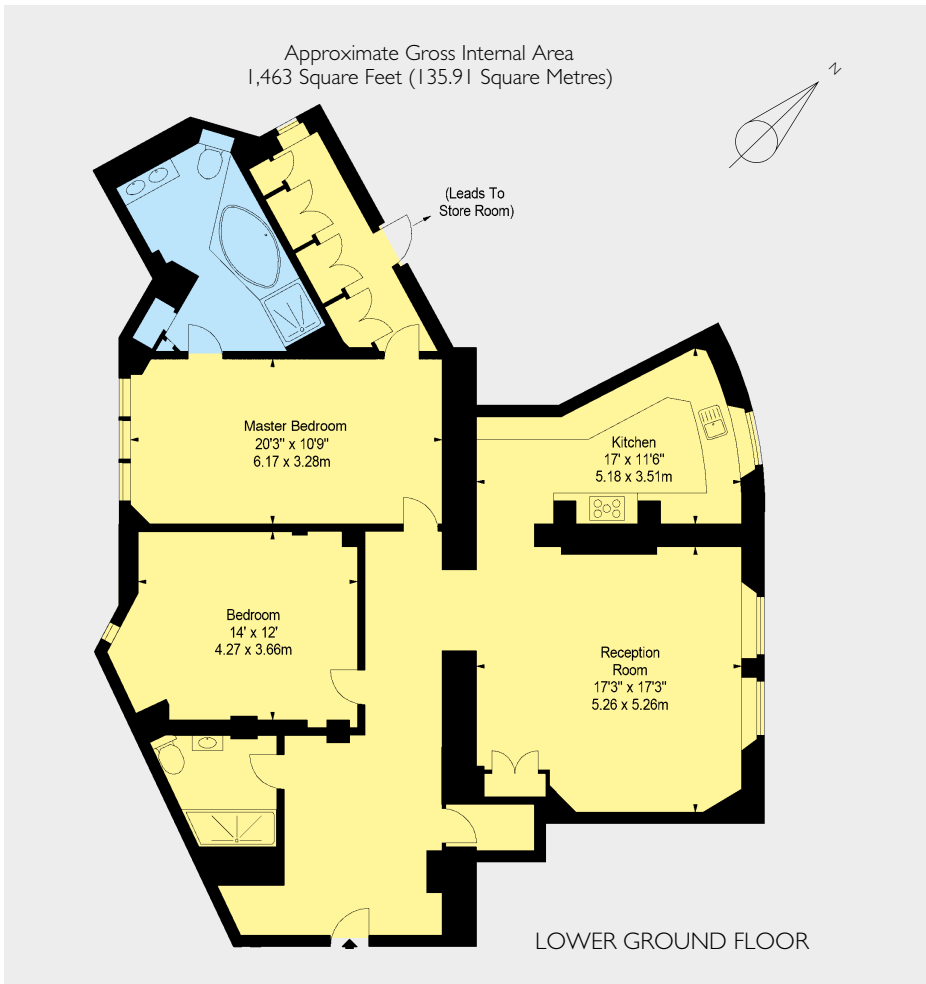 Approximate Gross Internal Area
1,463 Square Feet (135.91 Square Metres)
N
(Leads To
Store Room)
Master Bedroom
20'3" x 10'9"
6.17 x 3.28m
Kitchen
17' x 11'6"
5.18 x 3.51m
Bedroom
14' x 12'
4.27 x 3.66m
Reception
Room
17'3" x 17'3"
5.26 x 5.26m
LOWER GROUND FLOOR